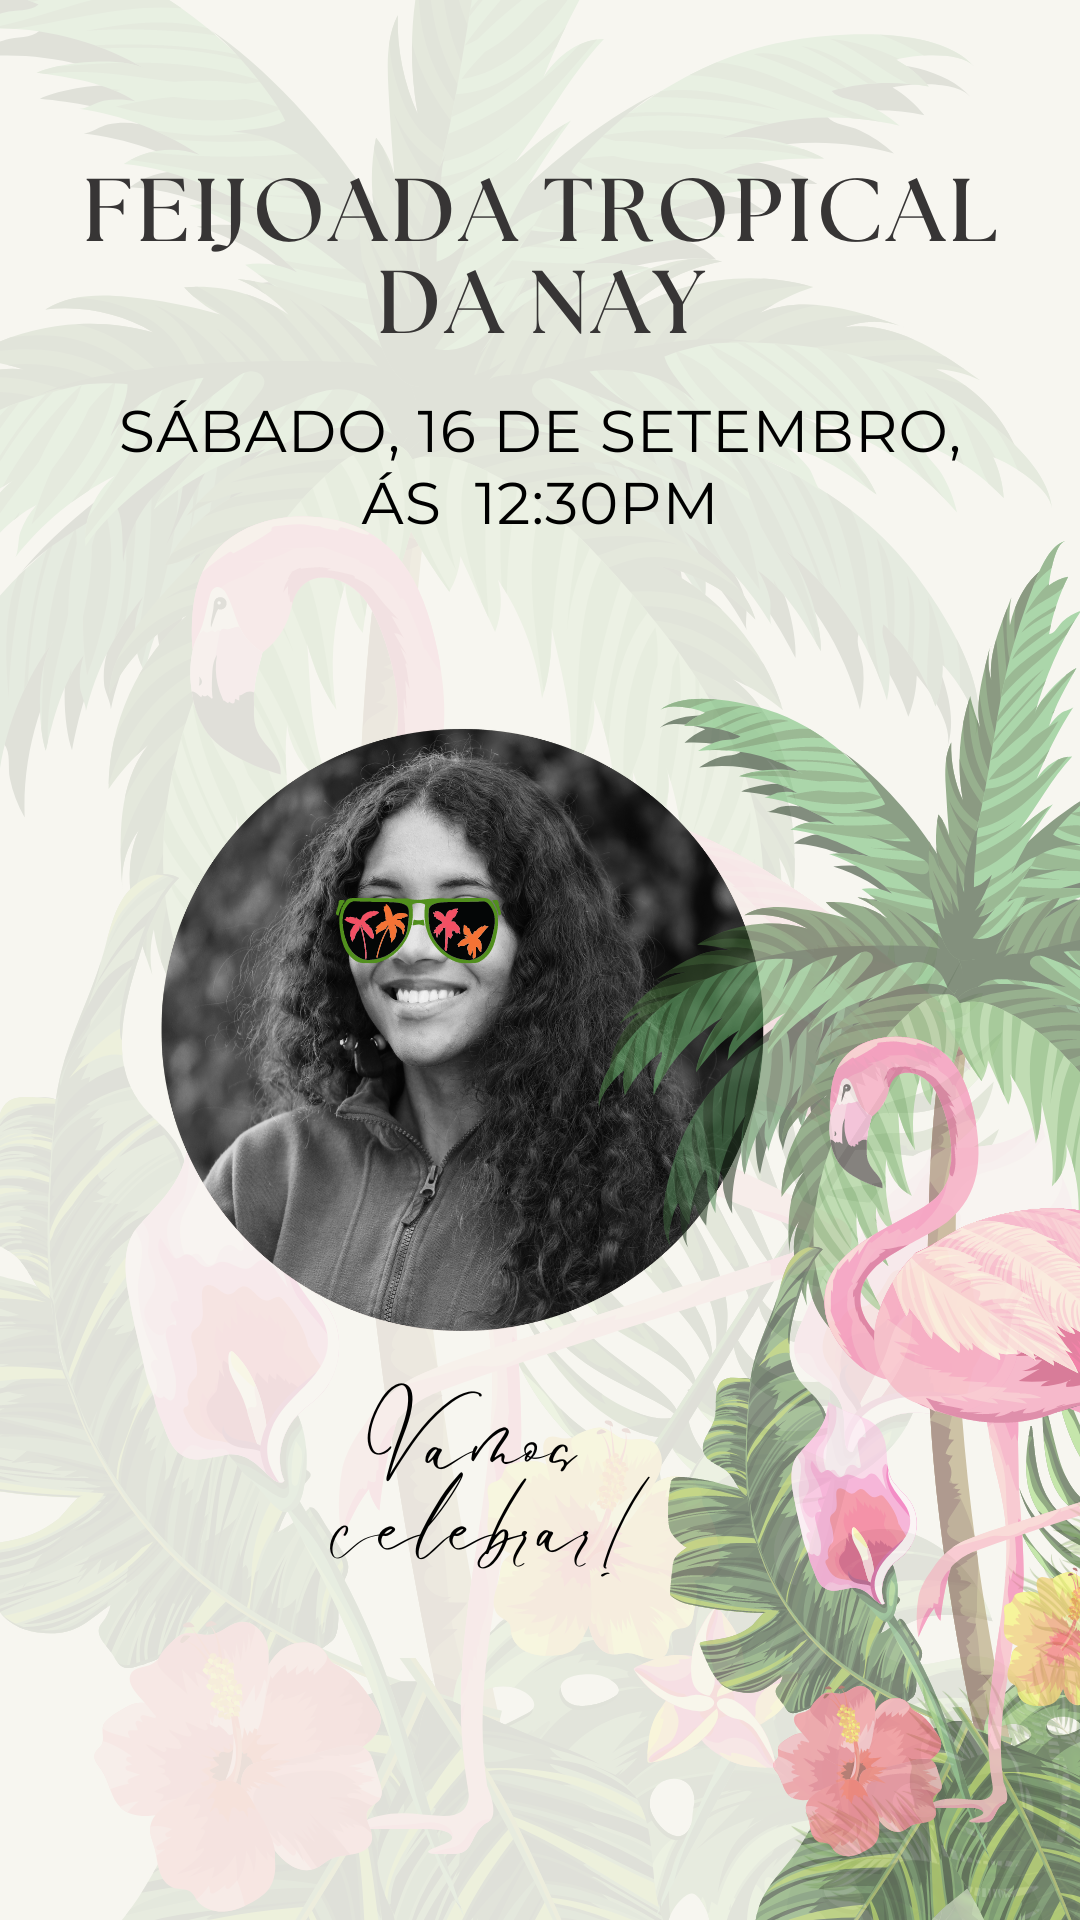 FEIJOADA TROPICAL
DA NAY
SÁBADO, 16 DE SETEMBRO,
ÁS 12:30PM
Vamos
celebrar!